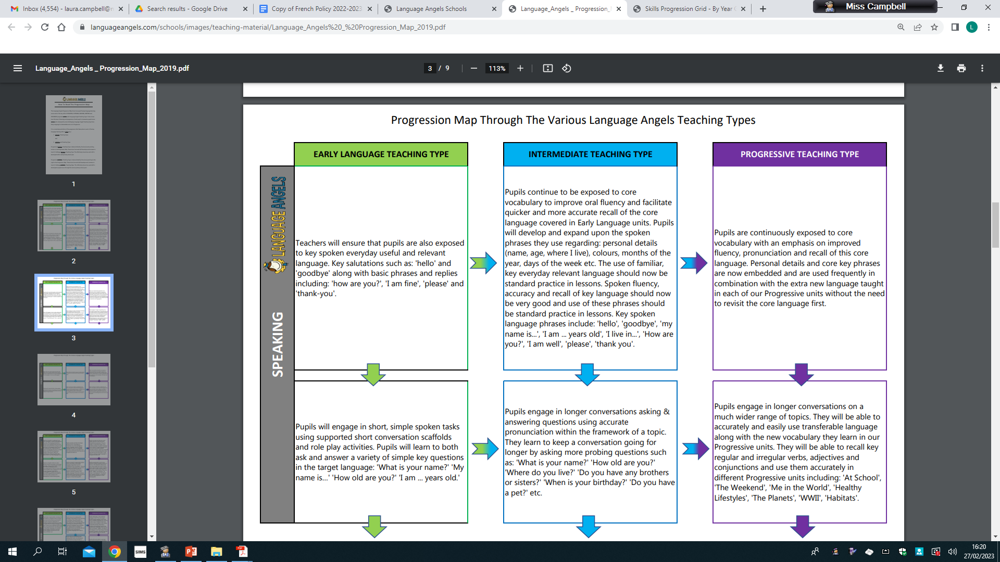 Inbox (4,554) - laura.campbell@n
Search results - Google Drive
Copy of French Policy 2022-2023
Language Angels Schools
Language_Angels _ Progression_
Skills Progression Grid - By Year
Miss Campbell
languageangels.com/schools/images/teaching-material/Language_Angels%20_%20Progression_Map_2019.pdf
L
Language_Angels _ Progression_Map_2019.pdf
3 / 9
113%
LANGUAGE ANGELS
How To Read The Progression Map
1
2
3
4
5
Progression Map Through The Various Language Angels Teaching Types
EARLY LANGUAGE TEACHING TYPE
INTERMEDIATE TEACHING TYPE
PROGRESSIVE TEACHING TYPE
LANGUAGE ANGELS
SPEAKING
Teachers will ensure that pupils are also exposed
to key spoken everyday useful and relevant
language. Key salutations such as: 'hello' and
'goodbye' along with basic phrases and replies
including: 'how are you?', 'I am fine', 'please' and
'thank-you'.
Pupils continue to be exposed to core
vocabulary to improve oral fluency and facilitate
quicker and more accurate recall of the core
language covered in Early Language units. Pupils
will develop and expand upon the spoken
phrases they use regarding: personal details
(name, age, where I live), colours, months of the
year, days of the week etc. The use of familiar,
key everyday relevant language should now be
standard practice in lessons. Spoken fluency,
accuracy and recall of key language should now
be very good and use of these phrases should
be standard practice in lessons. Key spoken
language phrases include: 'hello', 'goodbye', 'my
name is...', 'I am ... years old', 'I live in...', 'How are
you?', 'I am well', 'please', 'thank you'.
Pupils are continuously exposed to core
vocabulary with an emphasis on improved
fluency, pronunciation and recall of this core
language. Personal details and core key phrases
are now embedded and are used frequently in
combination with the extra new language taught
in each of our Progressive units without the need
to revisit the core language first.
Pupils will engage in short, simple spoken tasks
using supported short conversation scaffolds
and role play activities. Pupils will learn to both
ask and answer a variety of simple key questions
in the target language: 'What is your name?' 'My
name is...' 'How old are you?' 'I am ... years old.'
Pupils engage in longer conversations asking &
answering questions using accurate
pronunciation within the framework of a topic.
They learn to keep a conversation going for
longer by asking more probing questions such
as: 'What is your name?' 'How old are you?'
'Where do you live?' 'Do you have any brothers
or sisters?' 'When is your birthday?' 'Do you have
a pet?' etc.
Pupils engage in longer conversations on a
much wider range of topics. They will be able to
accurately and easily use transferable language
along with the new vocabulary they learn in our
Progressive units. They will be able to recall key
regular and irregular verbs, adjectives and
conjunctions and use them accurately in
different Progressive units including: 'At School',
'The Weekend', 'Me in the World', 'Healthy
Lifestyles', 'The Planets', 'WWII', 'Habitats'.
SIMS
16:20
27/02/2023